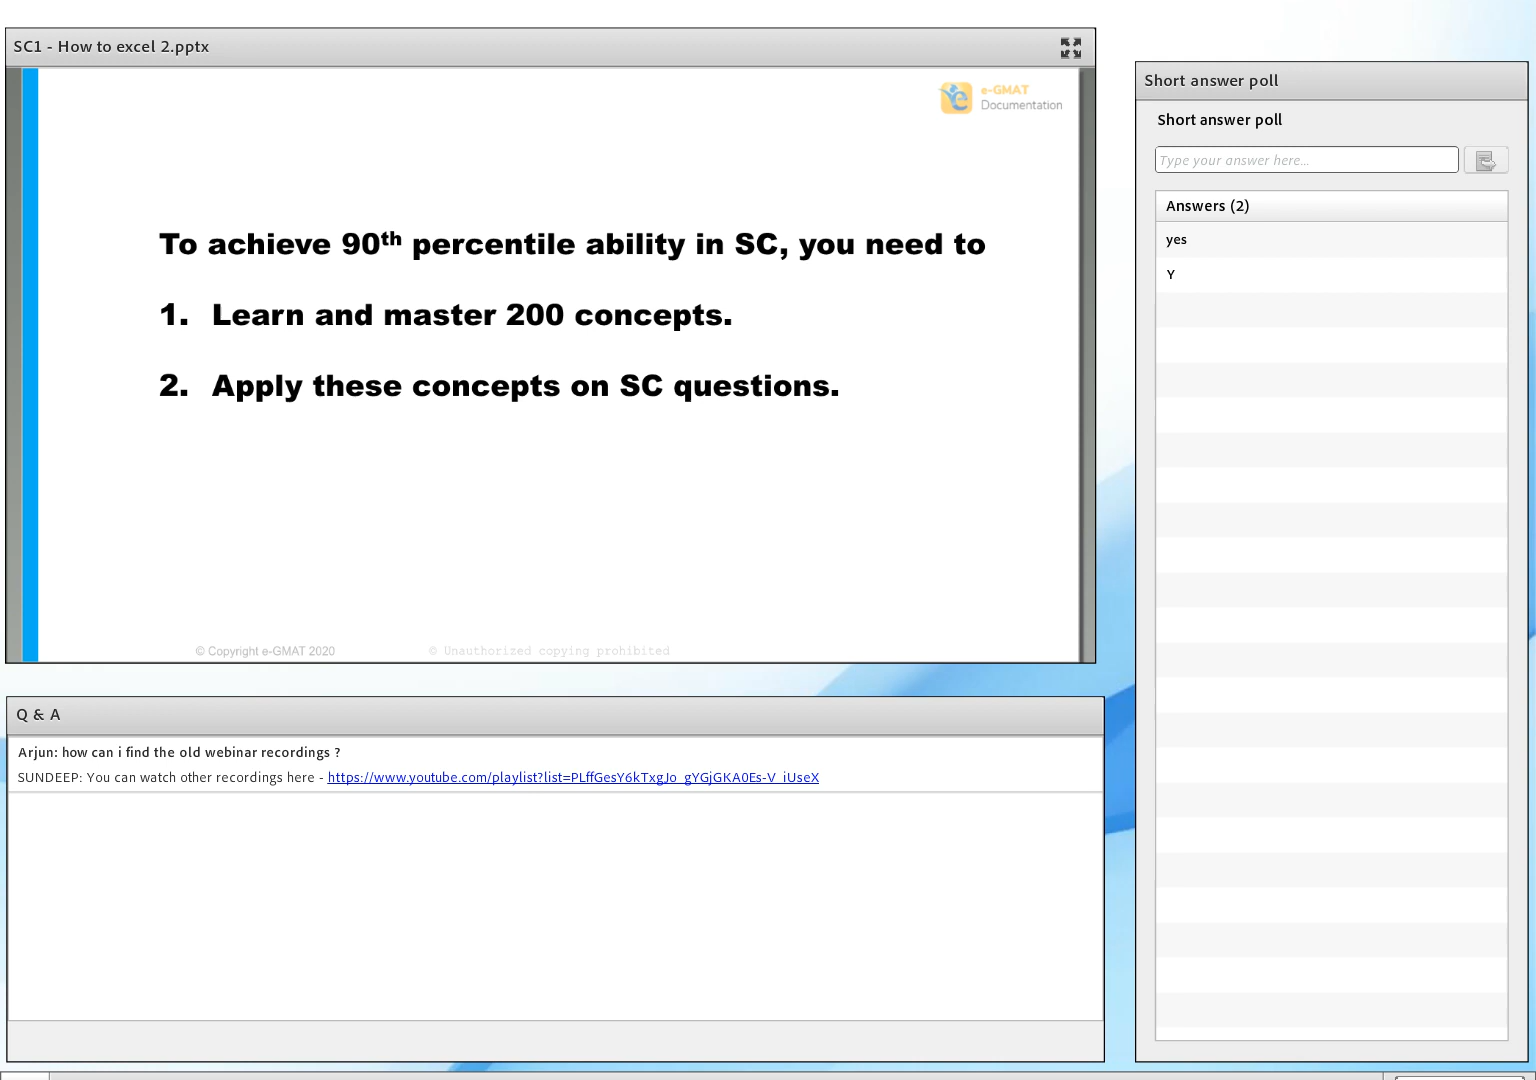 SC1 - How to excel 2.pptx
e-GMAT
Documentation
To achieve 90th percentile ability in SC, you need to
1. Learn and master 200 concepts.
2. Apply these concepts on SC questions.
© Copyright e-GMAT 2020
© Unauthorized copying prohibited
Q & A
Arjun: how can i find the old webinar recordings ?
SUNDEEP: You can watch other recordings here - https://www.youtube.com/playlist?list=PLffGesY6kTxgJo_gYGjGKA0Es-V_iUseX
Short answer poll
Short answer poll
Type your answer here...
Answers (2)
yes
Y